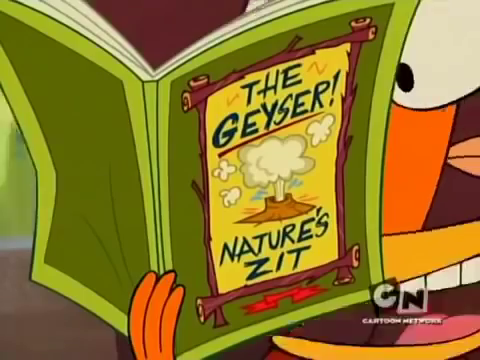 THE
GEYSER!
NATURE'S
ZIT
CN
CARTOON NETWORK